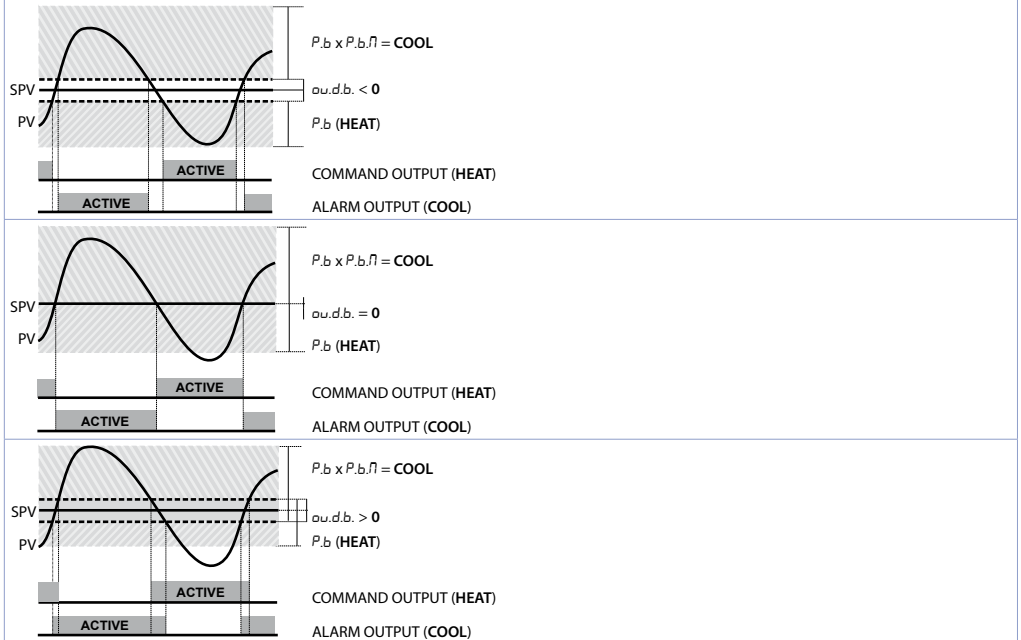 P.b x P.b.M = COOL
SPV
ou.d.b. < 0
PV
P.b (HEAT)
ACTIVE
COMMAND OUTPUT (HEAT)
ACTIVE
ALARM OUTPUT (COOL)
P.b x P.b.M = COOL
SPV
ou.d.b. = 0
PV
P.b (HEAT)
ACTIVE
COMMAND OUTPUT (HEAT)
ACTIVE
ALARM OUTPUT (COOL)
P.b x P.b.M = COOL
SPV
ou.d.b. > 0
PV
P.b (HEAT)
ACTIVE
COMMAND OUTPUT (HEAT)
ACTIVE
ALARM OUTPUT (COOL)